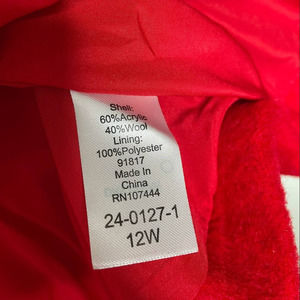 Shell:
60%Acrylic
40%Wool
Lining:
100%Polyester
91817
Made In
China
RN107444
24-0127-1
12W